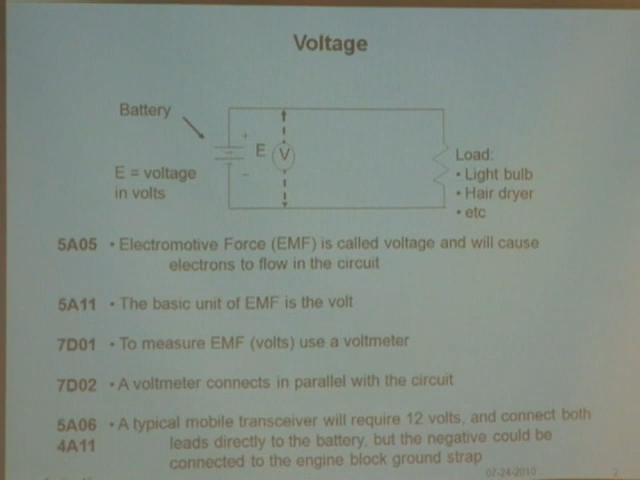 Voltage
Battery
+
E
V
E = voltage
in volts
-
Load:
• Light bulb
• Hair dryer
• etc
5A05 • Electromotive Force (EMF) is called voltage and will cause
electrons to flow in the circuit
5A11 • The basic unit of EMF is the volt
7D01 • To measure EMF (volts) use a voltmeter
7D02 • A voltmeter connects in parallel with the circuit
5A06 • A typical mobile transceiver will require 12 volts, and connect both
4A11 leads directly to the battery, but the negative could be
connected to the engine block ground strap
07-24-2010 2